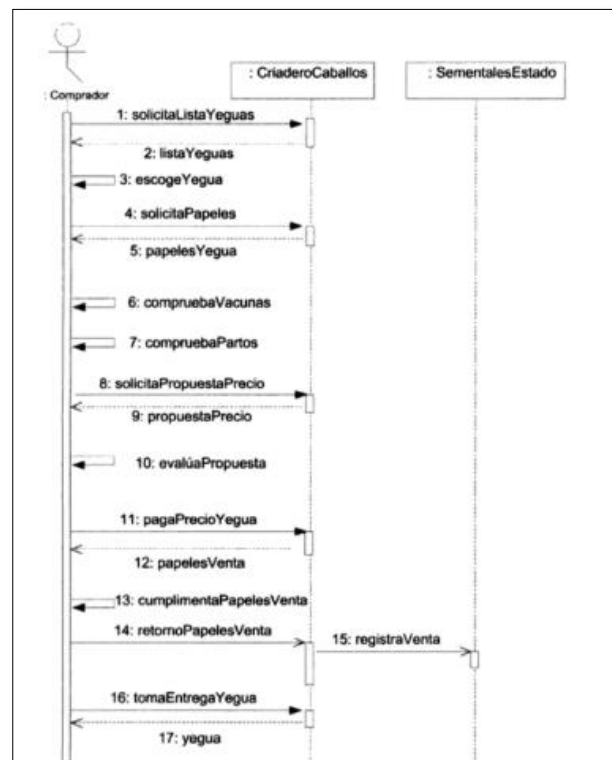 : Comprador
: CriaderoCaballos
: SementalesEstado
1: solicitaListaYeguas
2: listaYeguas
3: escogeYegua
4: solicitaPapeles
5: papelesYegua
6: compruebaVacunas
7: compruebaPartos
8: solicitaPropuestaPrecio
9: propuestaPrecio
10: evalúaPropuesta
11: pagaPrecioYegua
12: papelesVenta
13: cumplimentaPapelesVenta
14: retornoPapelesVenta
15: registraVenta
16: tomaEntregaYegua
17: yegua